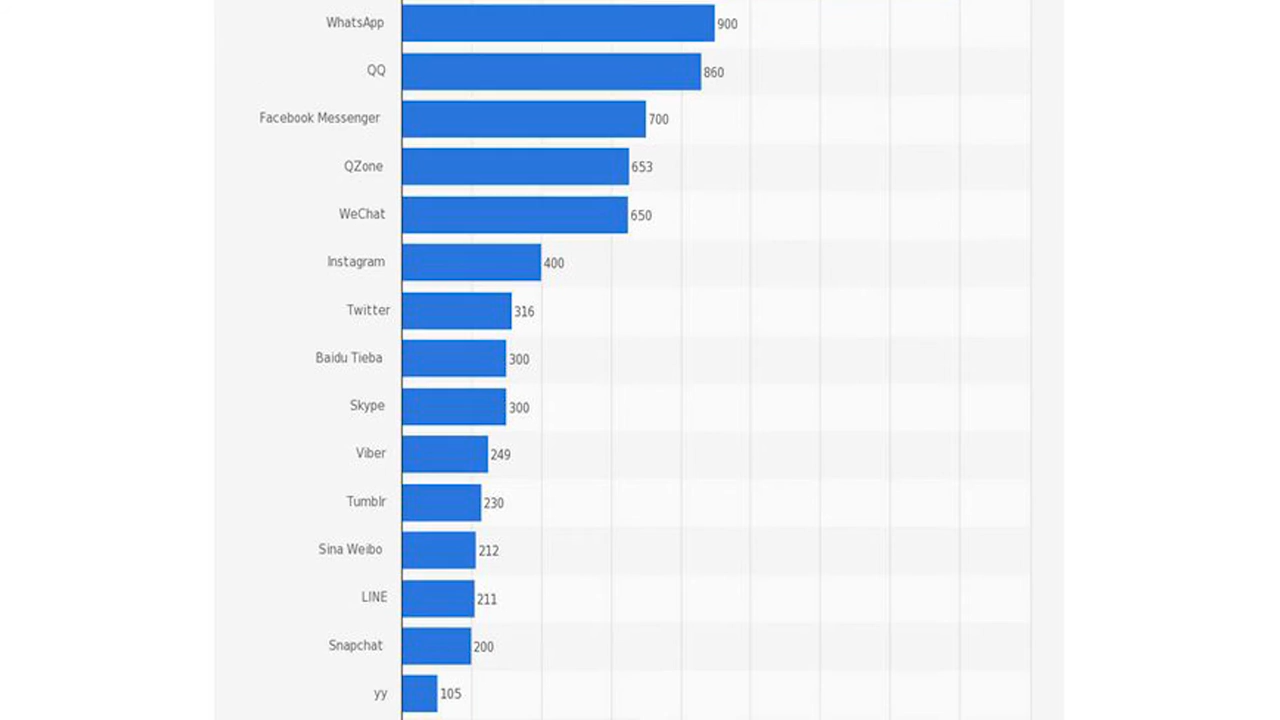 WhatsApp 900
QQ 860
Facebook Messenger 700
QZone 653
WeChat 650
Instagram 400
Twitter 316
Baidu Tieba 300
Skype 300
Viber 249
Tumblr 230
Sina Weibo 212
LINE 211
Snapchat 200
yy 105